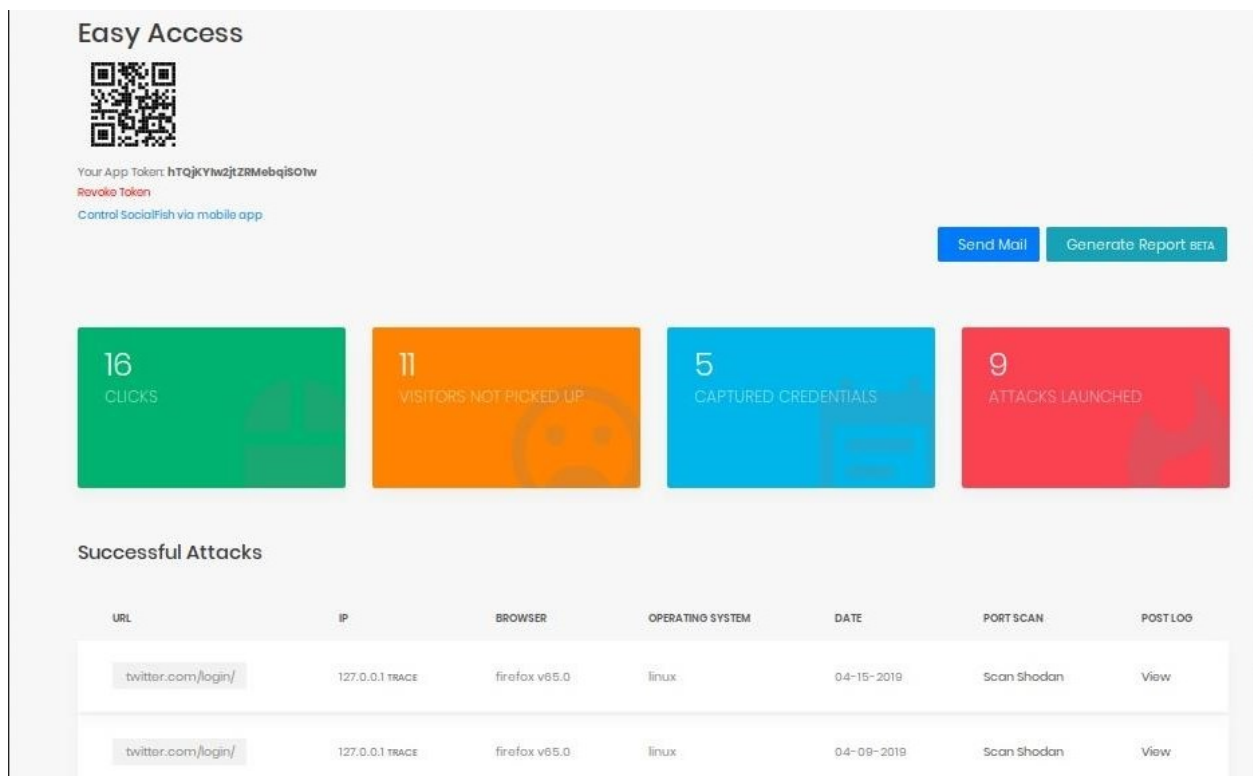 Easy Access
Your App Token: hTQjKYIw2jtZRMebqiSO1w
Revoke Token
Control SocialFish via mobile app
Send Mail
Generate Report BETA
16
CLICKS
11
VISITORS NOT PICKED UP
5
CAPTURED CREDENTIALS
9
ATTACKS LAUNCHED
Successful Attacks
URL IP BROWSER OPERATING SYSTEM DATE PORT SCAN POST LOG
twitter.com/login/ 127.0.0.1 TRACE firefox v65.0 linux 04-15-2019 Scan Shodan View
twitter.com/login/ 127.0.0.1 TRACE firefox v65.0 linux 04-09-2019 Scan Shodan View